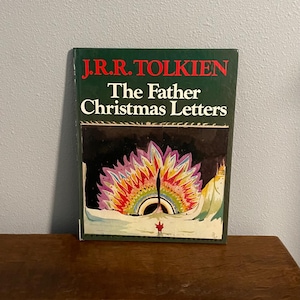 J.R.R. TOLKIEN
The Father
Christmas Letters